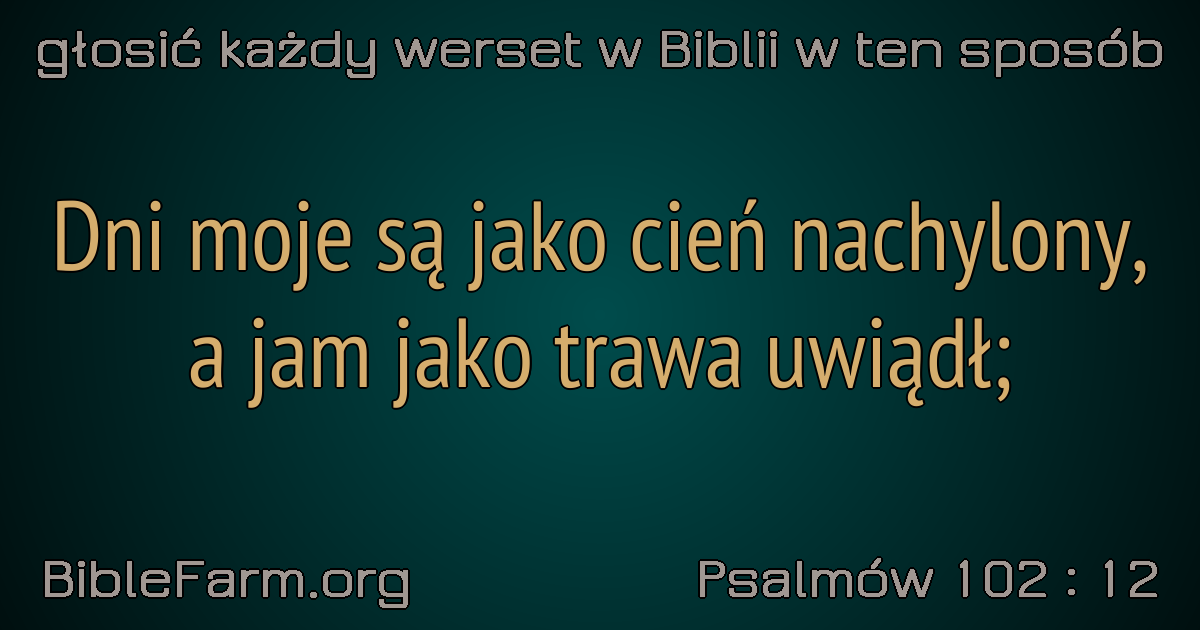 głosić każdy werset w Biblii w ten sposób
Dni moje są jako cień nachylony,
a jam jako trawa uwiądł;
BibleFarm.org
Psalmów 102 : 12